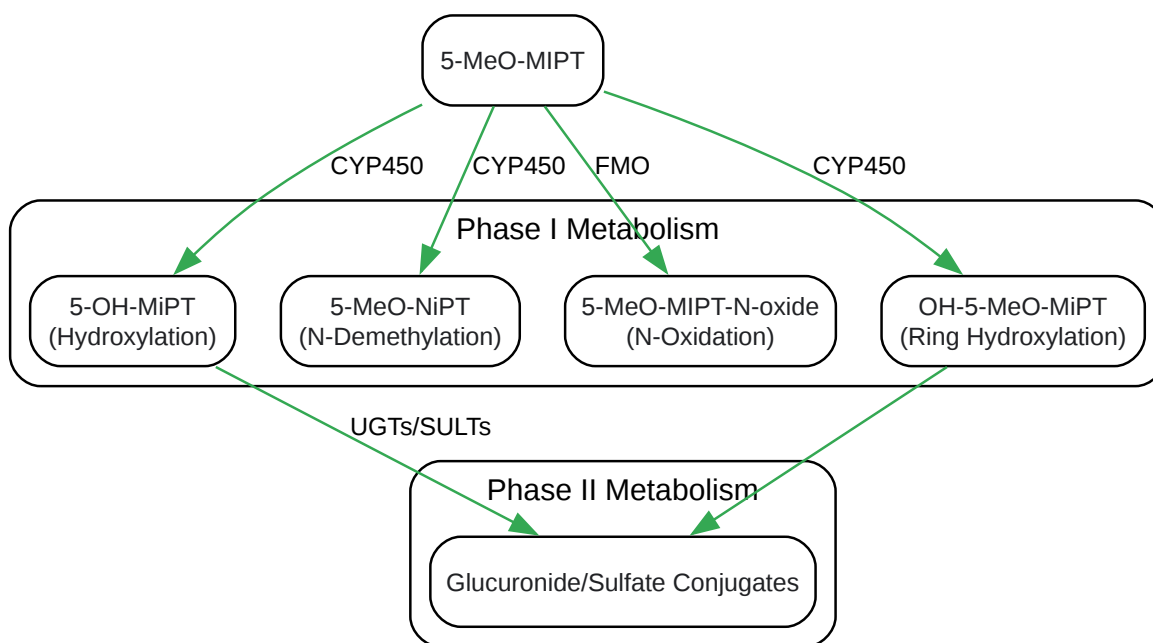 5-MeO-MIPT
CYP450
CYP450
FMO
CYP450
Phase I Metabolism
5-OH-MiPT
(Hydroxylation)
5-MeO-NiPT
(N-Demethylation)
5-MeO-MIPT-N-oxide
(N-Oxidation)
OH-5-MeO-MiPT
(Ring Hydroxylation)
UGTs/SULTs
Phase II Metabolism
Glucuronide/Sulfate Conjugates